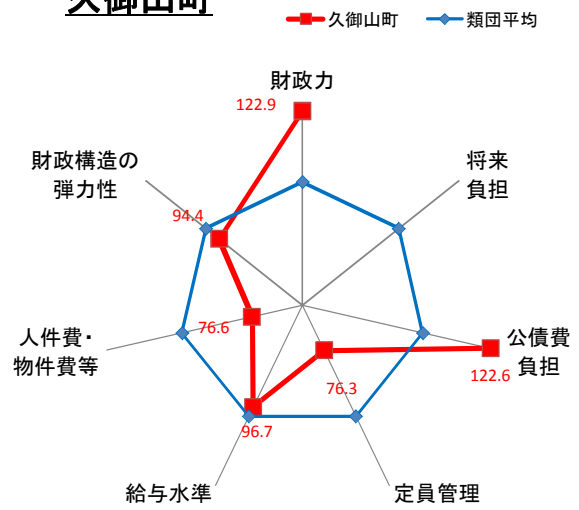 久御山町
久御山町 類団平均
財政力
122.9
将来
負担
公債費
負担
122.6
定員管理
76.3
給与水準
96.7
人件費・
物件費等
76.6
財政構造の
弾力性
94.4